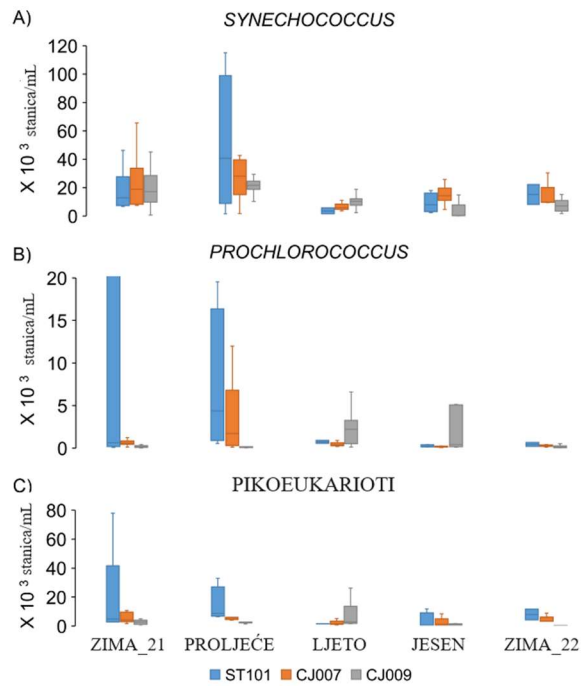 A)
SYNECHOCOCCUS
X 10 3 stanica/mL
120
100
80
60
40
20
0
B)
PROCHLOROCOCCUS
X 10 3 stanica/mL
20
15
10
5
0
C)
PIKOEUKARIOTI
X 10 3 stanica/mL
80
60
40
20
0
ZIMA_21 PROLJEĆE LJETO JESEN ZIMA_22
ST101 CJ007 CJ009